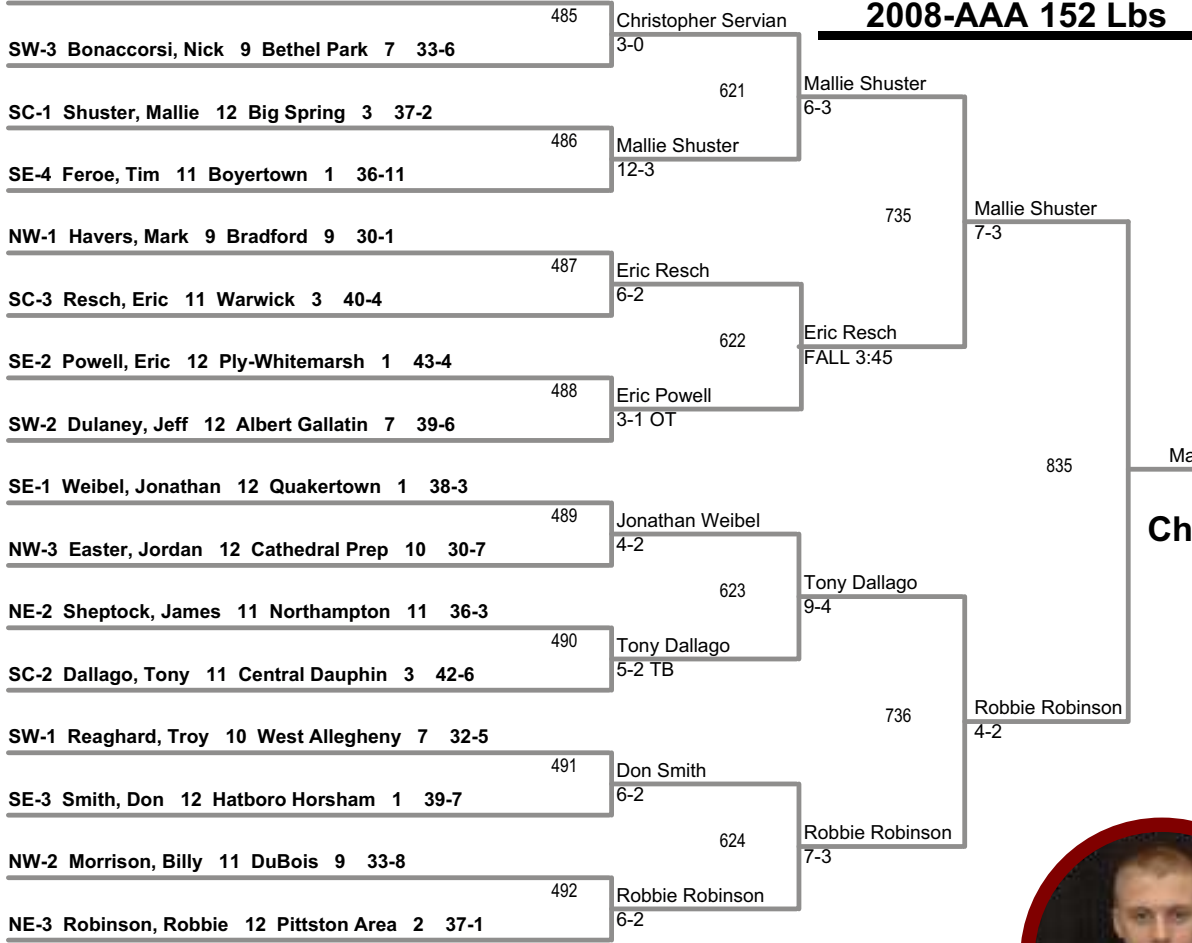 2008-AAA 152 Lbs
485
Christopher Servian
SW-3 Bonaccorsi, Nick 9 Bethel Park 7 33-6
3-0
621
Mallie Shuster
6-3
SC-1 Shuster, Mallie 12 Big Spring 3 37-2
486
Mallie Shuster
12-3
SE-4 Feroe, Tim 11 Boyertown 1 36-11
735
Mallie Shuster
7-3
NW-1 Havers, Mark 9 Bradford 9 30-1
487
Eric Resch
6-2
SC-3 Resch, Eric 11 Warwick 3 40-4
622
Eric Resch
FALL 3:45
SE-2 Powell, Eric 12 Ply-Whitemarsh 1 43-4
488
Eric Powell
3-1 OT
SW-2 Dulaney, Jeff 12 Albert Gallatin 7 39-6
835
Ma
SE-1 Weibel, Jonathan 12 Quakertown 1 38-3
489
Jonathan Weibel
4-2
Ch
NW-3 Easter, Jordan 12 Cathedral Prep 10 30-7
623
Tony Dallago
9-4
NE-2 Sheptock, James 11 Northampton 11 36-3
490
Tony Dallago
5-2 TB
SC-2 Dallago, Tony 11 Central Dauphin 3 42-6
736
Robbie Robinson
4-2
SW-1 Reaghard, Troy 10 West Allegheny 7 32-5
491
Don Smith
6-2
SE-3 Smith, Don 12 Hatboro Horsham 1 39-7
624
Robbie Robinson
7-3
NW-2 Morrison, Billy 11 DuBois 9 33-8
492
Robbie Robinson
6-2
NE-3 Robinson, Robbie 12 Pittston Area 2 37-1